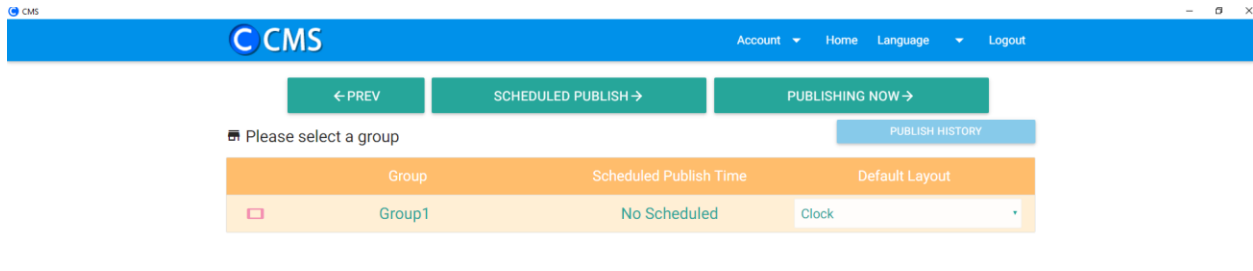 CMS
C CMS
Account Home Language Logout
←PREV SCHEDULED PUBLISH→ PUBLISHING NOW→
Please select a group PUBLISH HISTORY
Group Scheduled Publish Time Default Layout
Group1 No Scheduled Clock